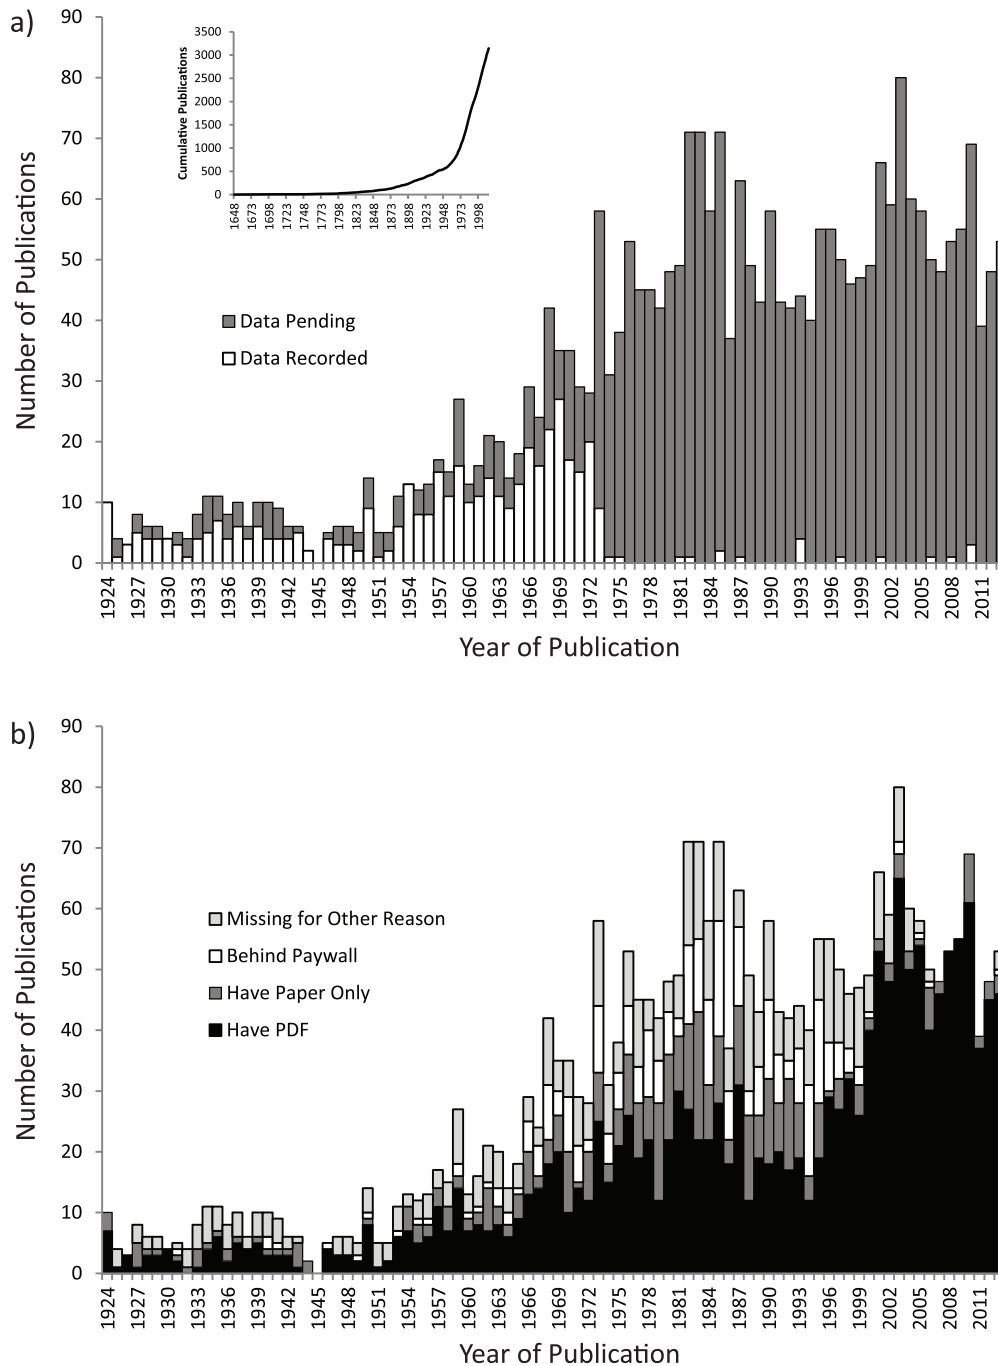 a)
90
80
70
60
50
40
30
20
10
0
Number of Publications
3500
3000
2500
2000
1500
1000
500
0
Cumulative Publications
1648 1673 1698 1723 1748 1773 1798 1823 1848 1873 1898 1923 1948 1973 1998
Data Pending
Data Recorded
1924 1927 1930 1933 1936 1939 1942 1945 1948 1951 1954 1957 1960 1963 1966 1969 1972 1975 1978 1981 1984 1987 1990 1993 1996 1999 2002 2005 2008 2011
Year of Publication
b)
90
80
70
60
50
40
30
20
10
0
Number of Publications
Missing for Other Reason
Behind Paywall
Have Paper Only
Have PDF
1924 1927 1930 1933 1936 1939 1942 1945 1948 1951 1954 1957 1960 1963 1966 1969 1972 1975 1978 1981 1984 1987 1990 1993 1996 1999 2002 2005 2008 2011
Year of Publication